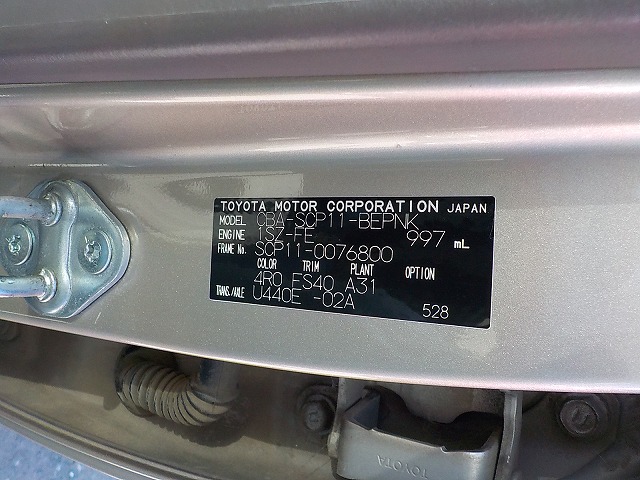 TOYOTA MOTOR CORPORATION JAPAN
MODEL CBA-SCP11-BEPNK
ENGINE 1SZ-FE 997 mL
FRAME No. SCP11-0076800
COLOR TRIM PLANT OPTION
4R0 FS40 A31
TRANS./AXLE U440E -02A
528
TOYOTA